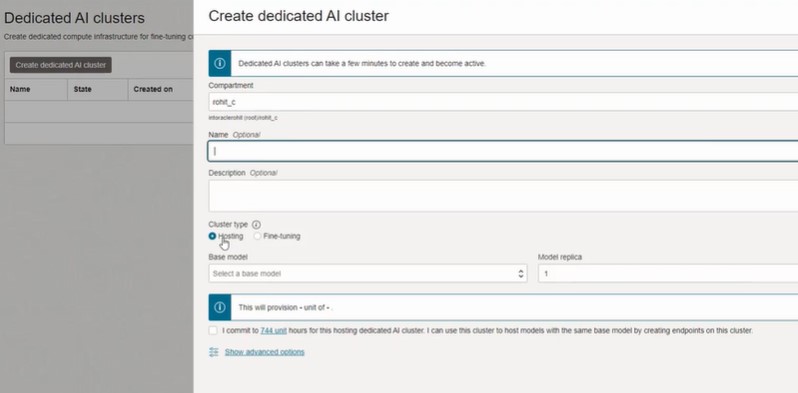 Dedicated AI clusters
Create dedicated compute infrastructure for fine-tuning c
Create dedicated AI cluster
Name State Created on
Create dedicated AI cluster
Dedicated AI clusters can take a few minutes to create and become active.
Compartment
rohit_c
(root)/rohit_c
Name Optional
Description Optional
Cluster type
Hosting Fine-tuning
Base model Model replica
Select a base model 1
This will provision - unit of - .
I commit to 744 unit hours for this hosting dedicated AI cluster. I can use this cluster to host models with the same base model by creating endpoints on this cluster.
Show advanced options